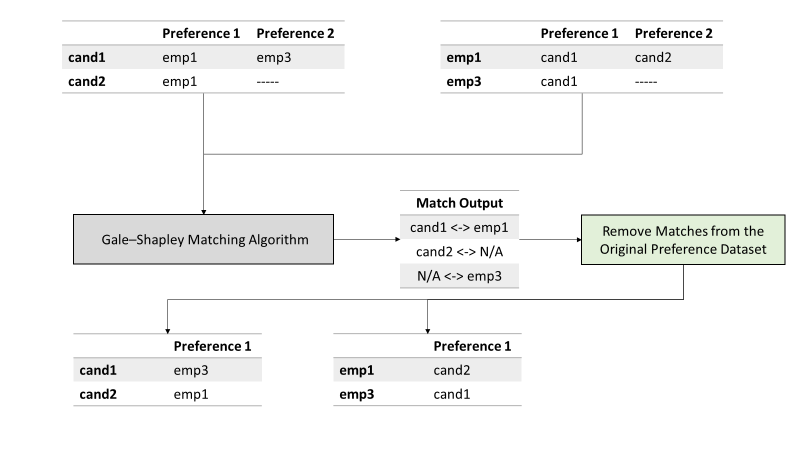 Preference 1 Preference 2
cand1 emp1 emp3
cand2 emp1 -----
Preference 1 Preference 2
emp1 cand1 cand2
emp3 cand1 -----
Gale–Shapley Matching Algorithm
Match Output
cand1 <-> emp1
cand2 <-> N/A
N/A <-> emp3
Remove Matches from the
Original Preference Dataset
Preference 1
cand1 emp3
cand2 emp1
Preference 1
emp1 cand2
emp3 cand1